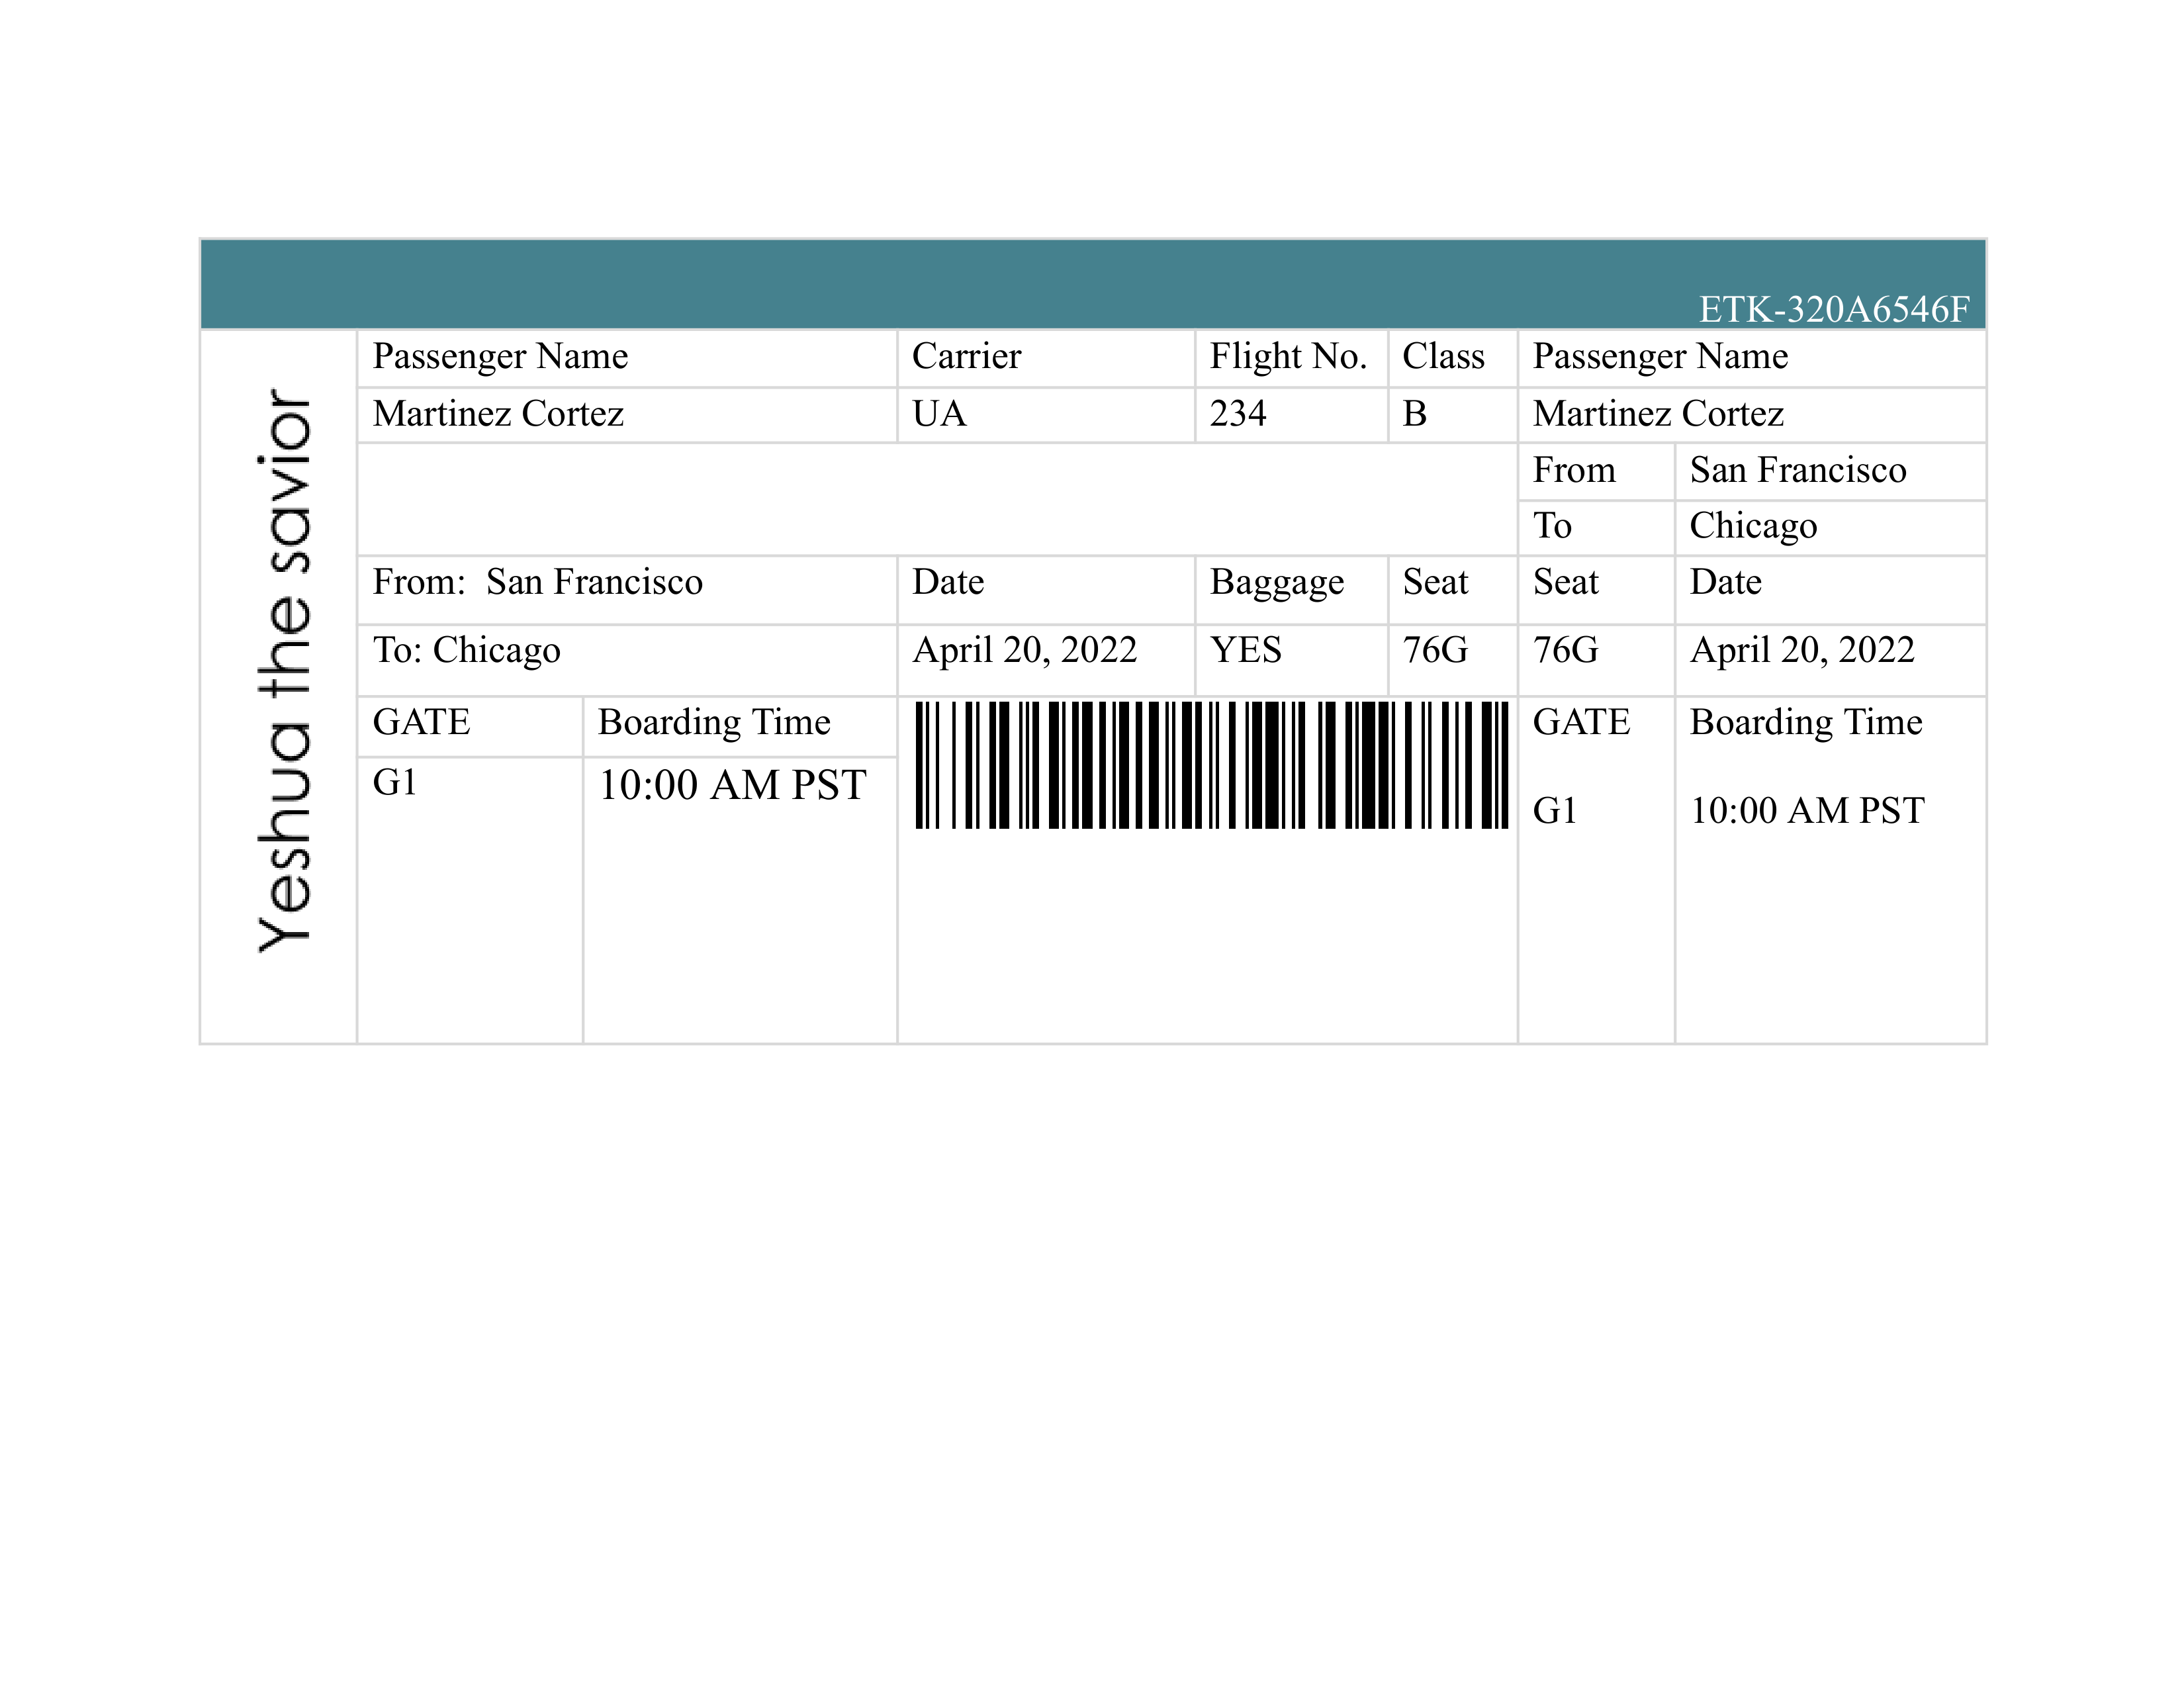 ETK-320A6546F
Yeshua the savior
Passenger Name Carrier Flight No. Class Passenger Name
Martinez Cortez UA 234 B Martinez Cortez
From San Francisco
To Chicago
From: San Francisco Date Baggage Seat Seat Date
To: Chicago April 20, 2022 YES 76G 76G April 20, 2022
GATE Boarding Time GATE Boarding Time
G1 10:00 AM PST G1 10:00 AM PST